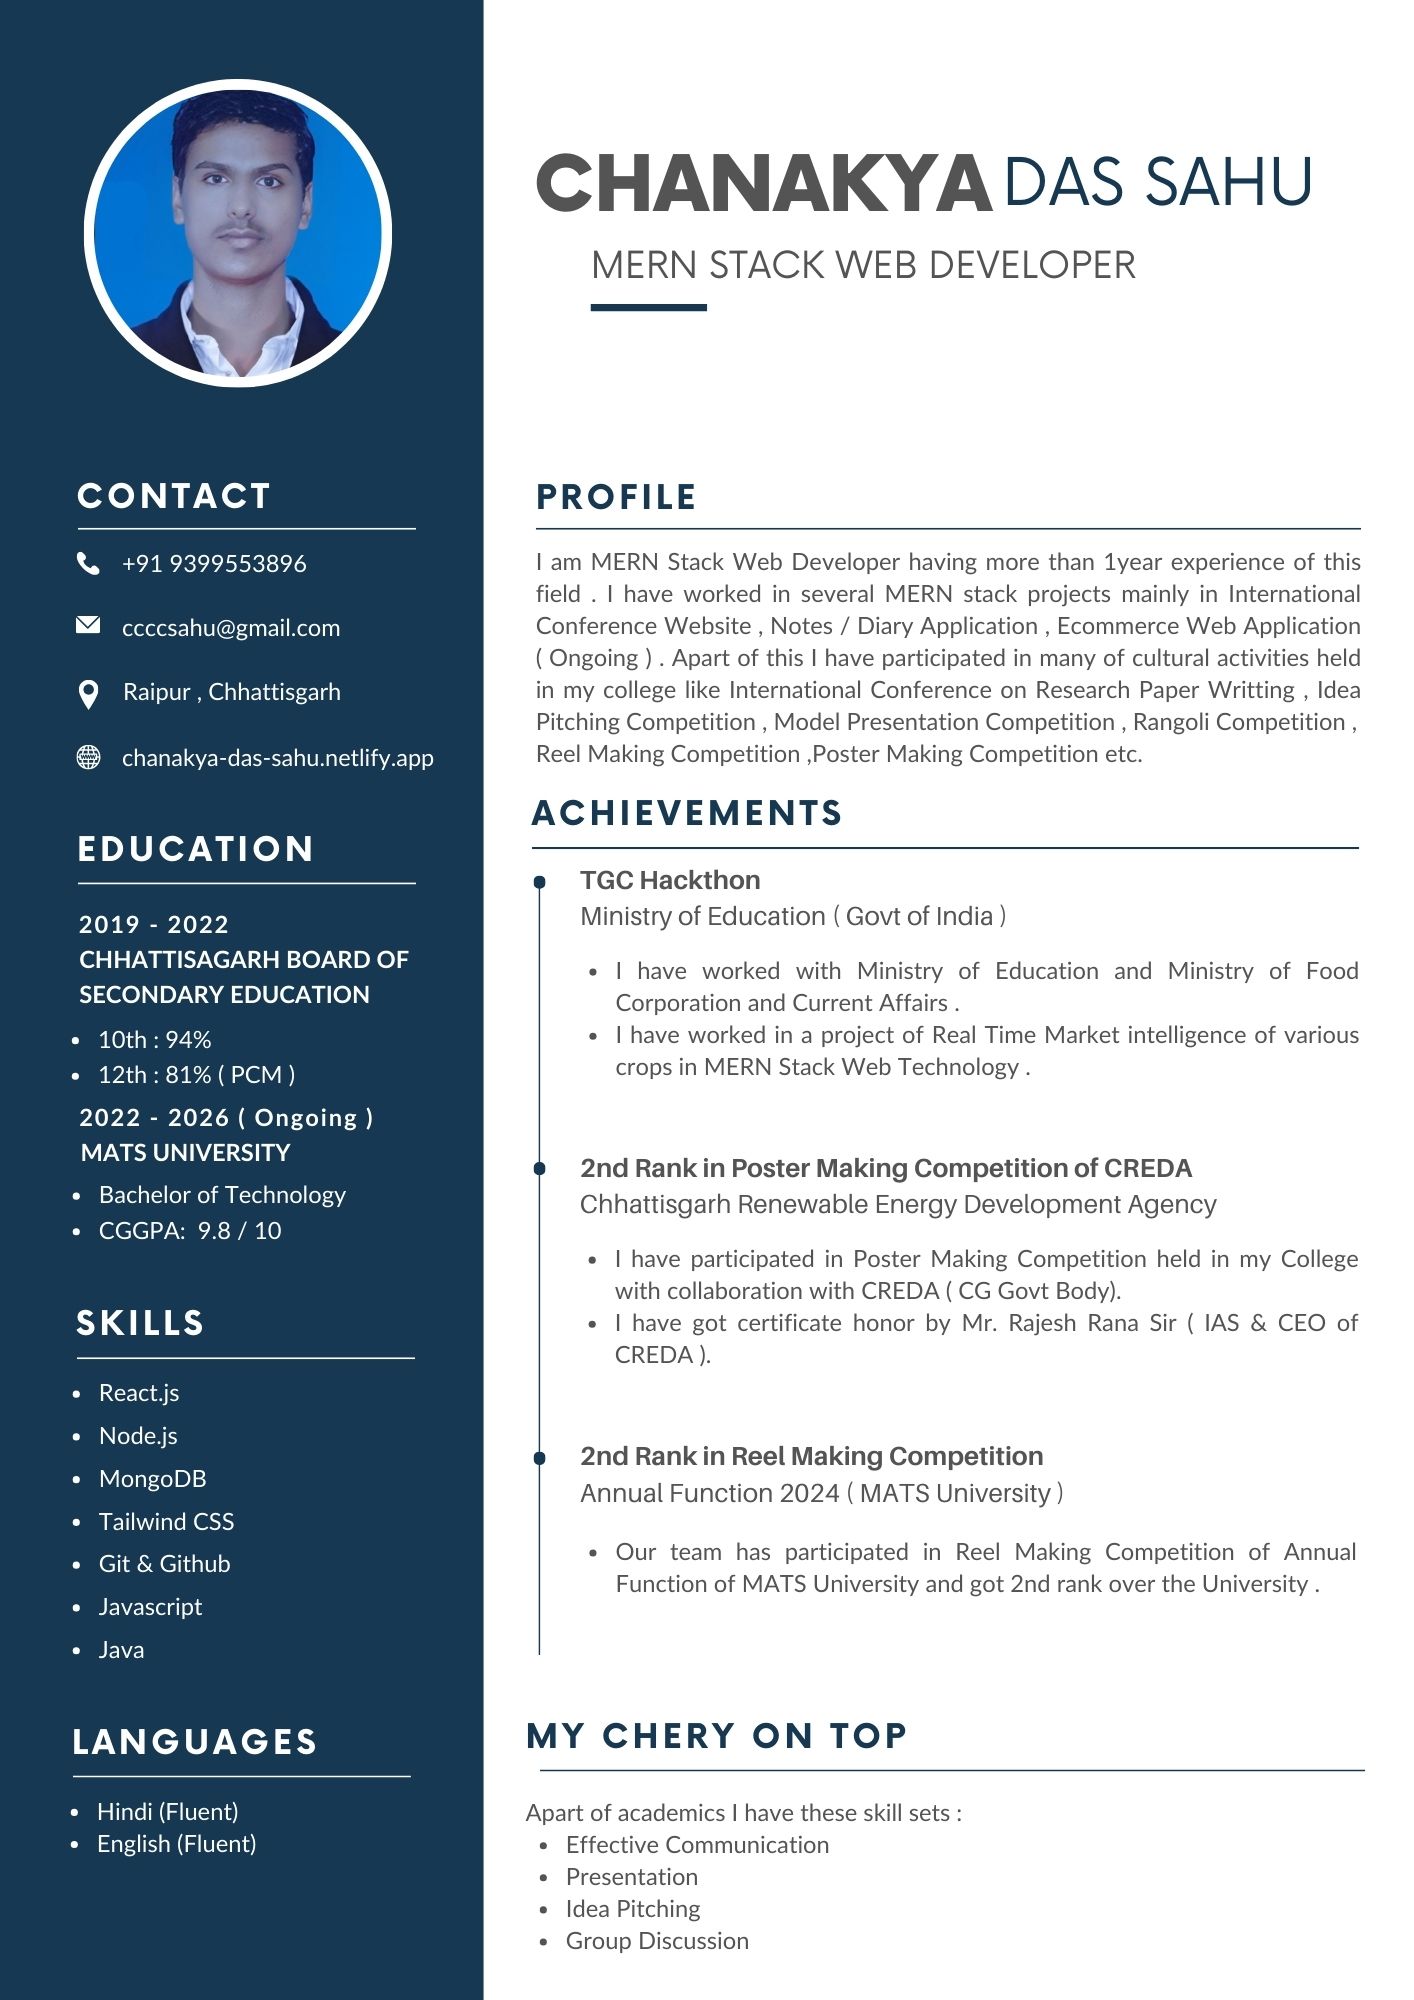 CHANAKYA DAS SAHU
MERN STACK WEB DEVELOPER
CONTACT
+91 9399553896
ccccsahu@gmail.com
Raipur , Chhattisgarh
chanakya-das-sahu.netlify.app
EDUCATION
2019 - 2022
CHHATTISAGARH BOARD OF
SECONDARY EDUCATION
• 10th : 94%
• 12th : 81% ( PCM )
2022 - 2026 ( Ongoing )
MATS UNIVERSITY
• Bachelor of Technology
• CGGPA: 9.8 / 10
SKILLS
• React.js
• Node.js
• MongoDB
• Tailwind CSS
• Git & Github
• Javascript
• Java
LANGUAGES
• Hindi (Fluent)
• English (Fluent)
PROFILE
I am MERN Stack Web Developer having more than 1year experience of this
field . I have worked in several MERN stack projects mainly in International
Conference Website , Notes / Diary Application , Ecommerce Web Application
( Ongoing ) . Apart of this I have participated in many of cultural activities held
in my college like International Conference on Research Paper Writting , Idea
Pitching Competition , Model Presentation Competition , Rangoli Competition ,
Reel Making Competition ,Poster Making Competition etc.
ACHIEVEMENTS
TGC Hackthon
Ministry of Education ( Govt of India )
• I have worked with Ministry of Education and Ministry of Food
Corporation and Current Affairs .
• I have worked in a project of Real Time Market intelligence of various
crops in MERN Stack Web Technology .
2nd Rank in Poster Making Competition of CREDA
Chhattisgarh Renewable Energy Development Agency
• I have participated in Poster Making Competition held in my College
with collaboration with CREDA ( CG Govt Body).
• I have got certificate honor by Mr. Rajesh Rana Sir ( IAS & CEO of
CREDA ).
2nd Rank in Reel Making Competition
Annual Function 2024 ( MATS University )
• Our team has participated in Reel Making Competition of Annual
Function of MATS University and got 2nd rank over the University .
MY CHERY ON TOP
Apart of academics I have these skill sets :
• Effective Communication
• Presentation
• Idea Pitching
• Group Discussion